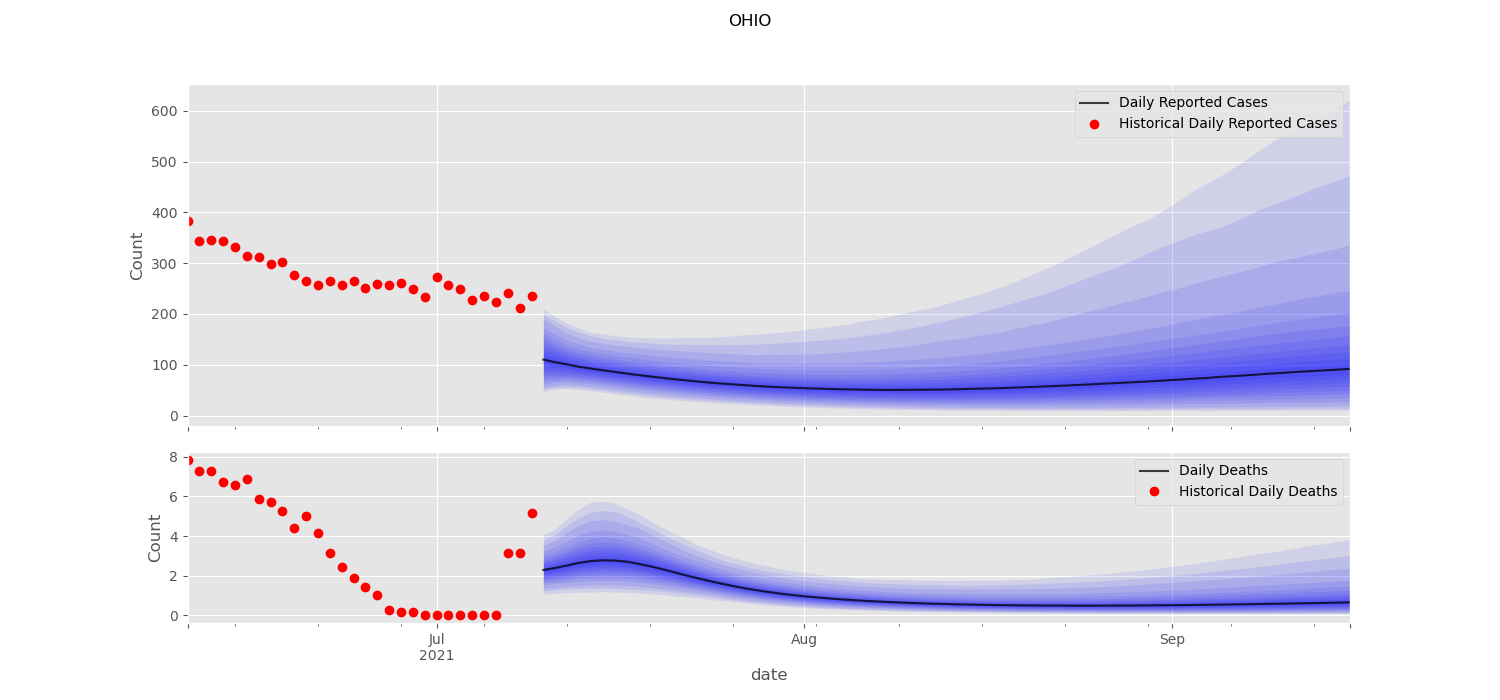 OHIO
600
500
400
300
200
100
0
Count
Daily Reported Cases
Historical Daily Reported Cases
8
6
4
2
0
Count
Daily Deaths
Historical Daily Deaths
Jul
2021
Aug
Sep
date